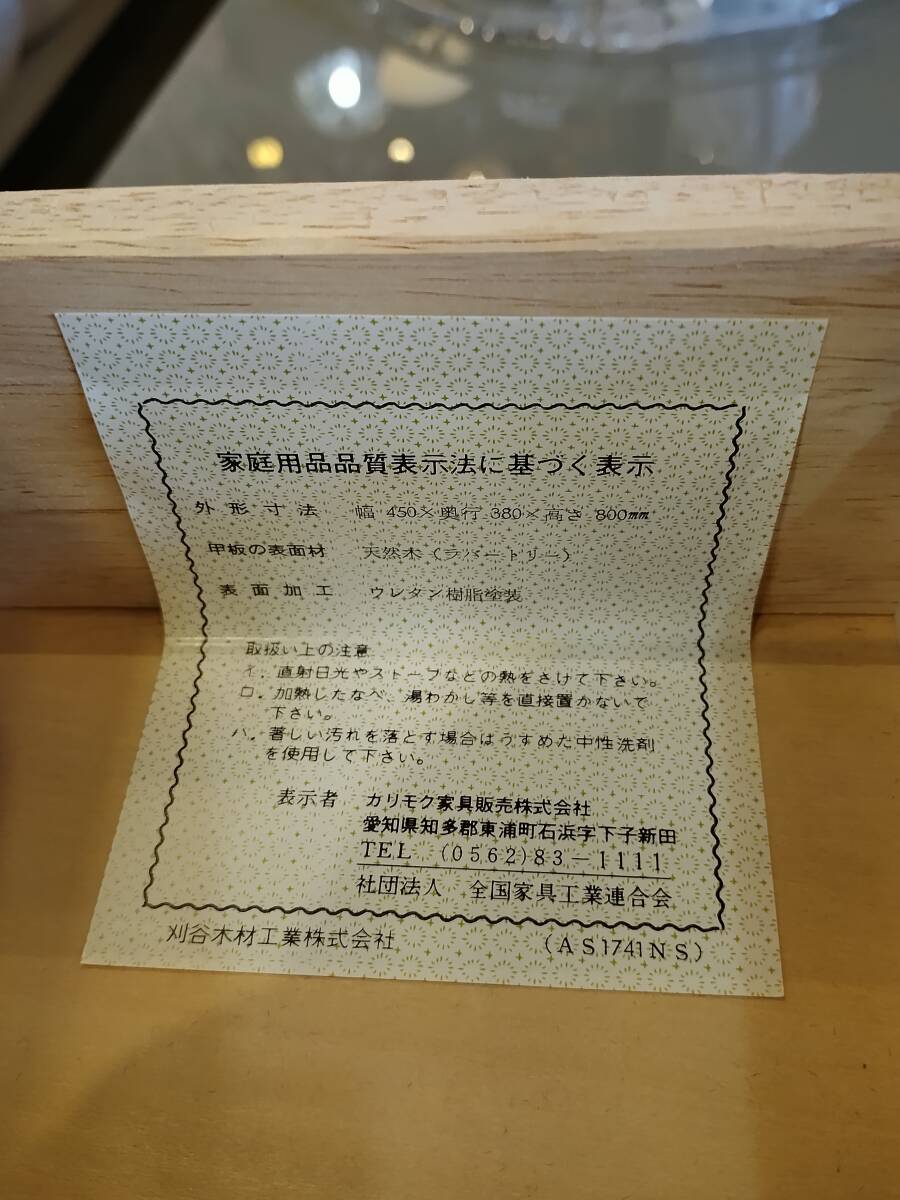 家庭用品品質表示法に基づく表示
外形寸法 幅 450×奥行 380×高さ 800mm
甲板の表面材 天然木(ラバートリー)
表面加工 ウレタン樹脂塗装
取扱い上の注意
イ.直射日光やストーブなどの熱をさけて下さい。
ロ.加熱したなべ、湯わかし等を直接置かないで
下さい。
ハ.著しい汚れを落とす場合はうすめた中性洗剤
を使用して下さい。
表示者 カリモク家具販売株式会社
愛知県知多郡東浦町石浜字下子新田
TEL (0562)83-1111
社団法人 全国家具工業連合会
刈谷木材工業株式会社 (AS1741NS)